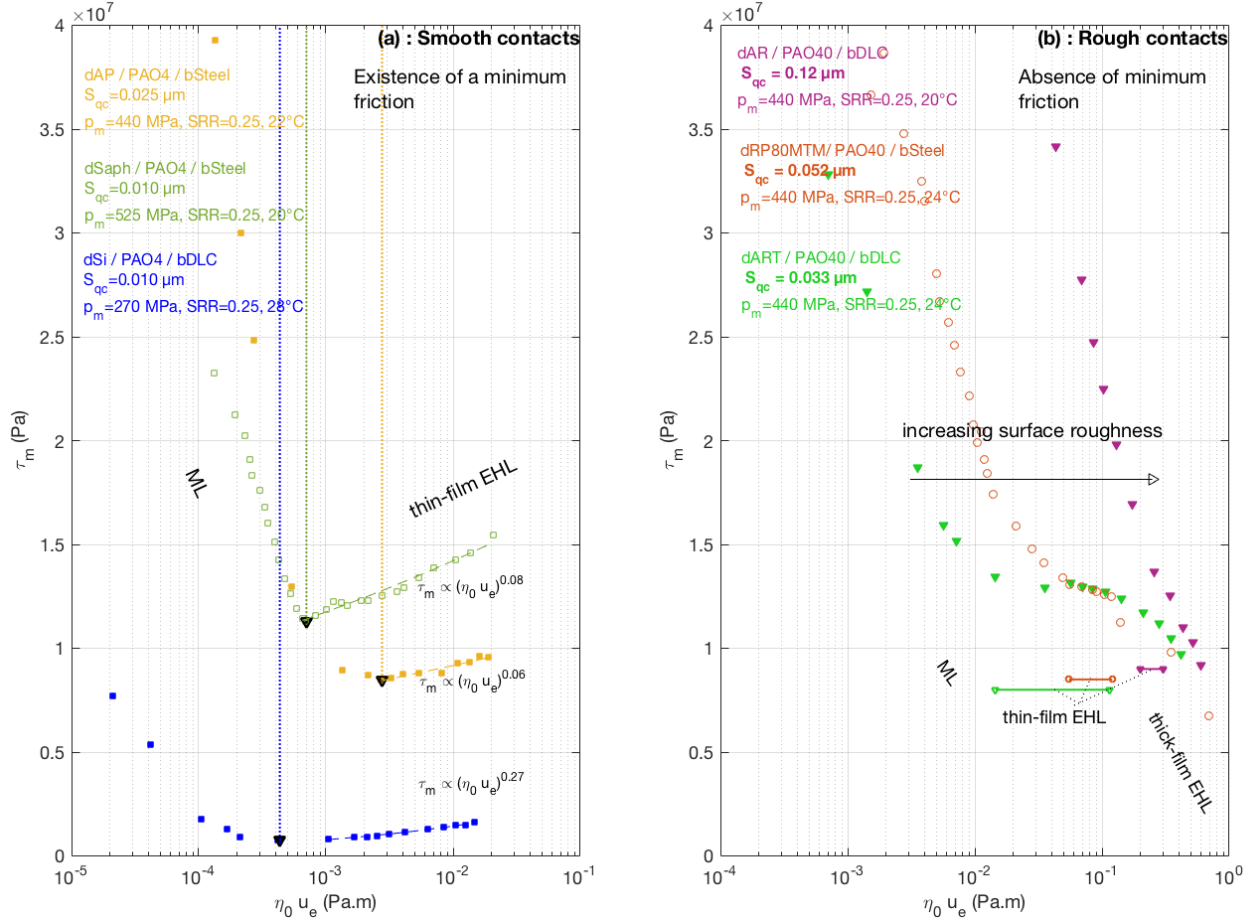 ×10⁷
(a) : Smooth contacts
Existence of a minimum
friction
dAP / PAO4 / bSteel
S_qc=0.025 µm
p_m=440 MPa, SRR=0.25, 22°C
dSaph / PAO4 / bSteel
S_qc=0.010 µm
p_m=525 MPa, SRR=0.25, 20°C
dSi / PAO4 / bDLC
S_qc=0.010 µm
p_m=270 MPa, SRR=0.25, 28°C
ML
thin-film EHL
τ_m ∝ (η_0 u_e)^0.08
τ_m ∝ (η_0 u_e)^0.06
τ_m ∝ (η_0 u_e)^0.27
4
3.5
3
2.5
2
1.5
1
0.5
0
τ_m (Pa)
10⁻⁵
10⁻⁴
10⁻³
10⁻²
10⁻¹
η_0 u_e (Pa.m)
×10⁷
(b) : Rough contacts
Absence of minimum
friction
dAR / PAO40 / bDLC
S_qc = 0.12 µm
p_m=440 MPa, SRR=0.25, 20°C
dRP80MTM/ PAO40 / bSteel
S_qc = 0.052 µm
p_m=440 MPa, SRR=0.25, 24°C
dART / PAO40 / bDLC
S_qc = 0.033 µm
p_m=440 MPa, SRR=0.25, 24°C
increasing surface roughness
ML
thin-film EHL
thick-film EHL
4
3.5
3
2.5
2
1.5
1
0.5
0
τ_m (Pa)
10⁻⁴
10⁻³
10⁻²
10⁻¹
10⁰
η_0 u_e (Pa.m)